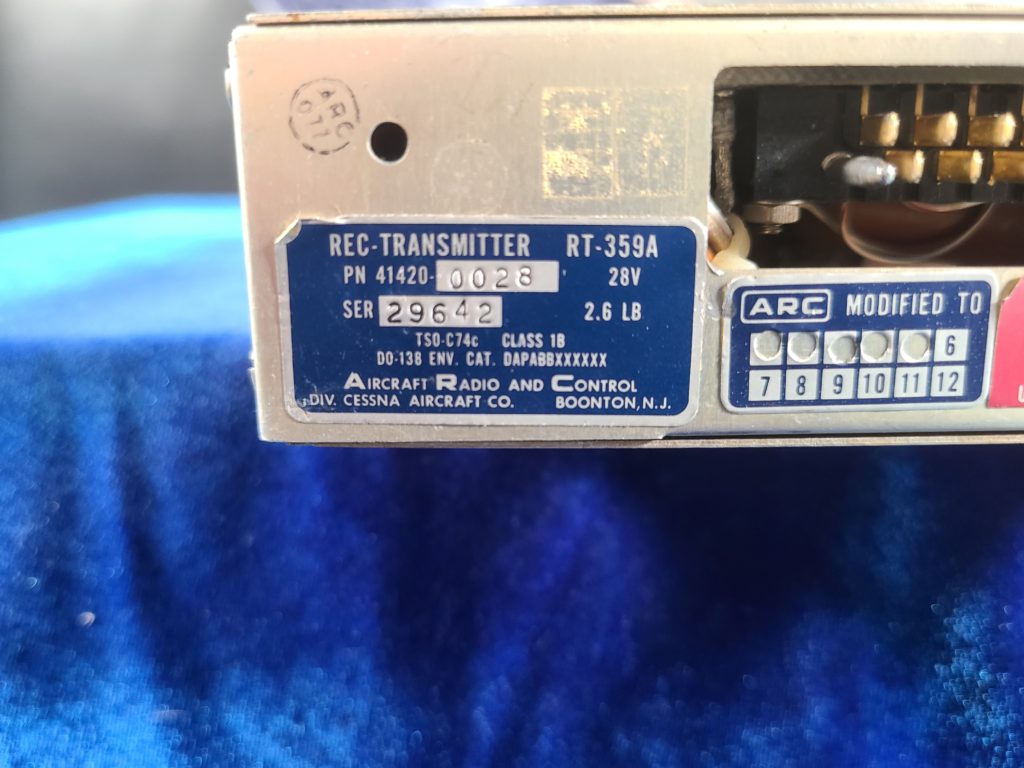 ARC
077
REC-TRANSMITTER RT-359A
PN 41420-0028 28V
SER 29642 2.6 LB
TSO-C74c CLASS 1B
DO-138 ENV. CAT. DAPABBXXXXXX
AIRCRAFT RADIO AND CONTROL
DIV. CESSNA AIRCRAFT CO. BOONTON, N.J.
ARC MODIFIED TO
6
7 8 9 10 11 12